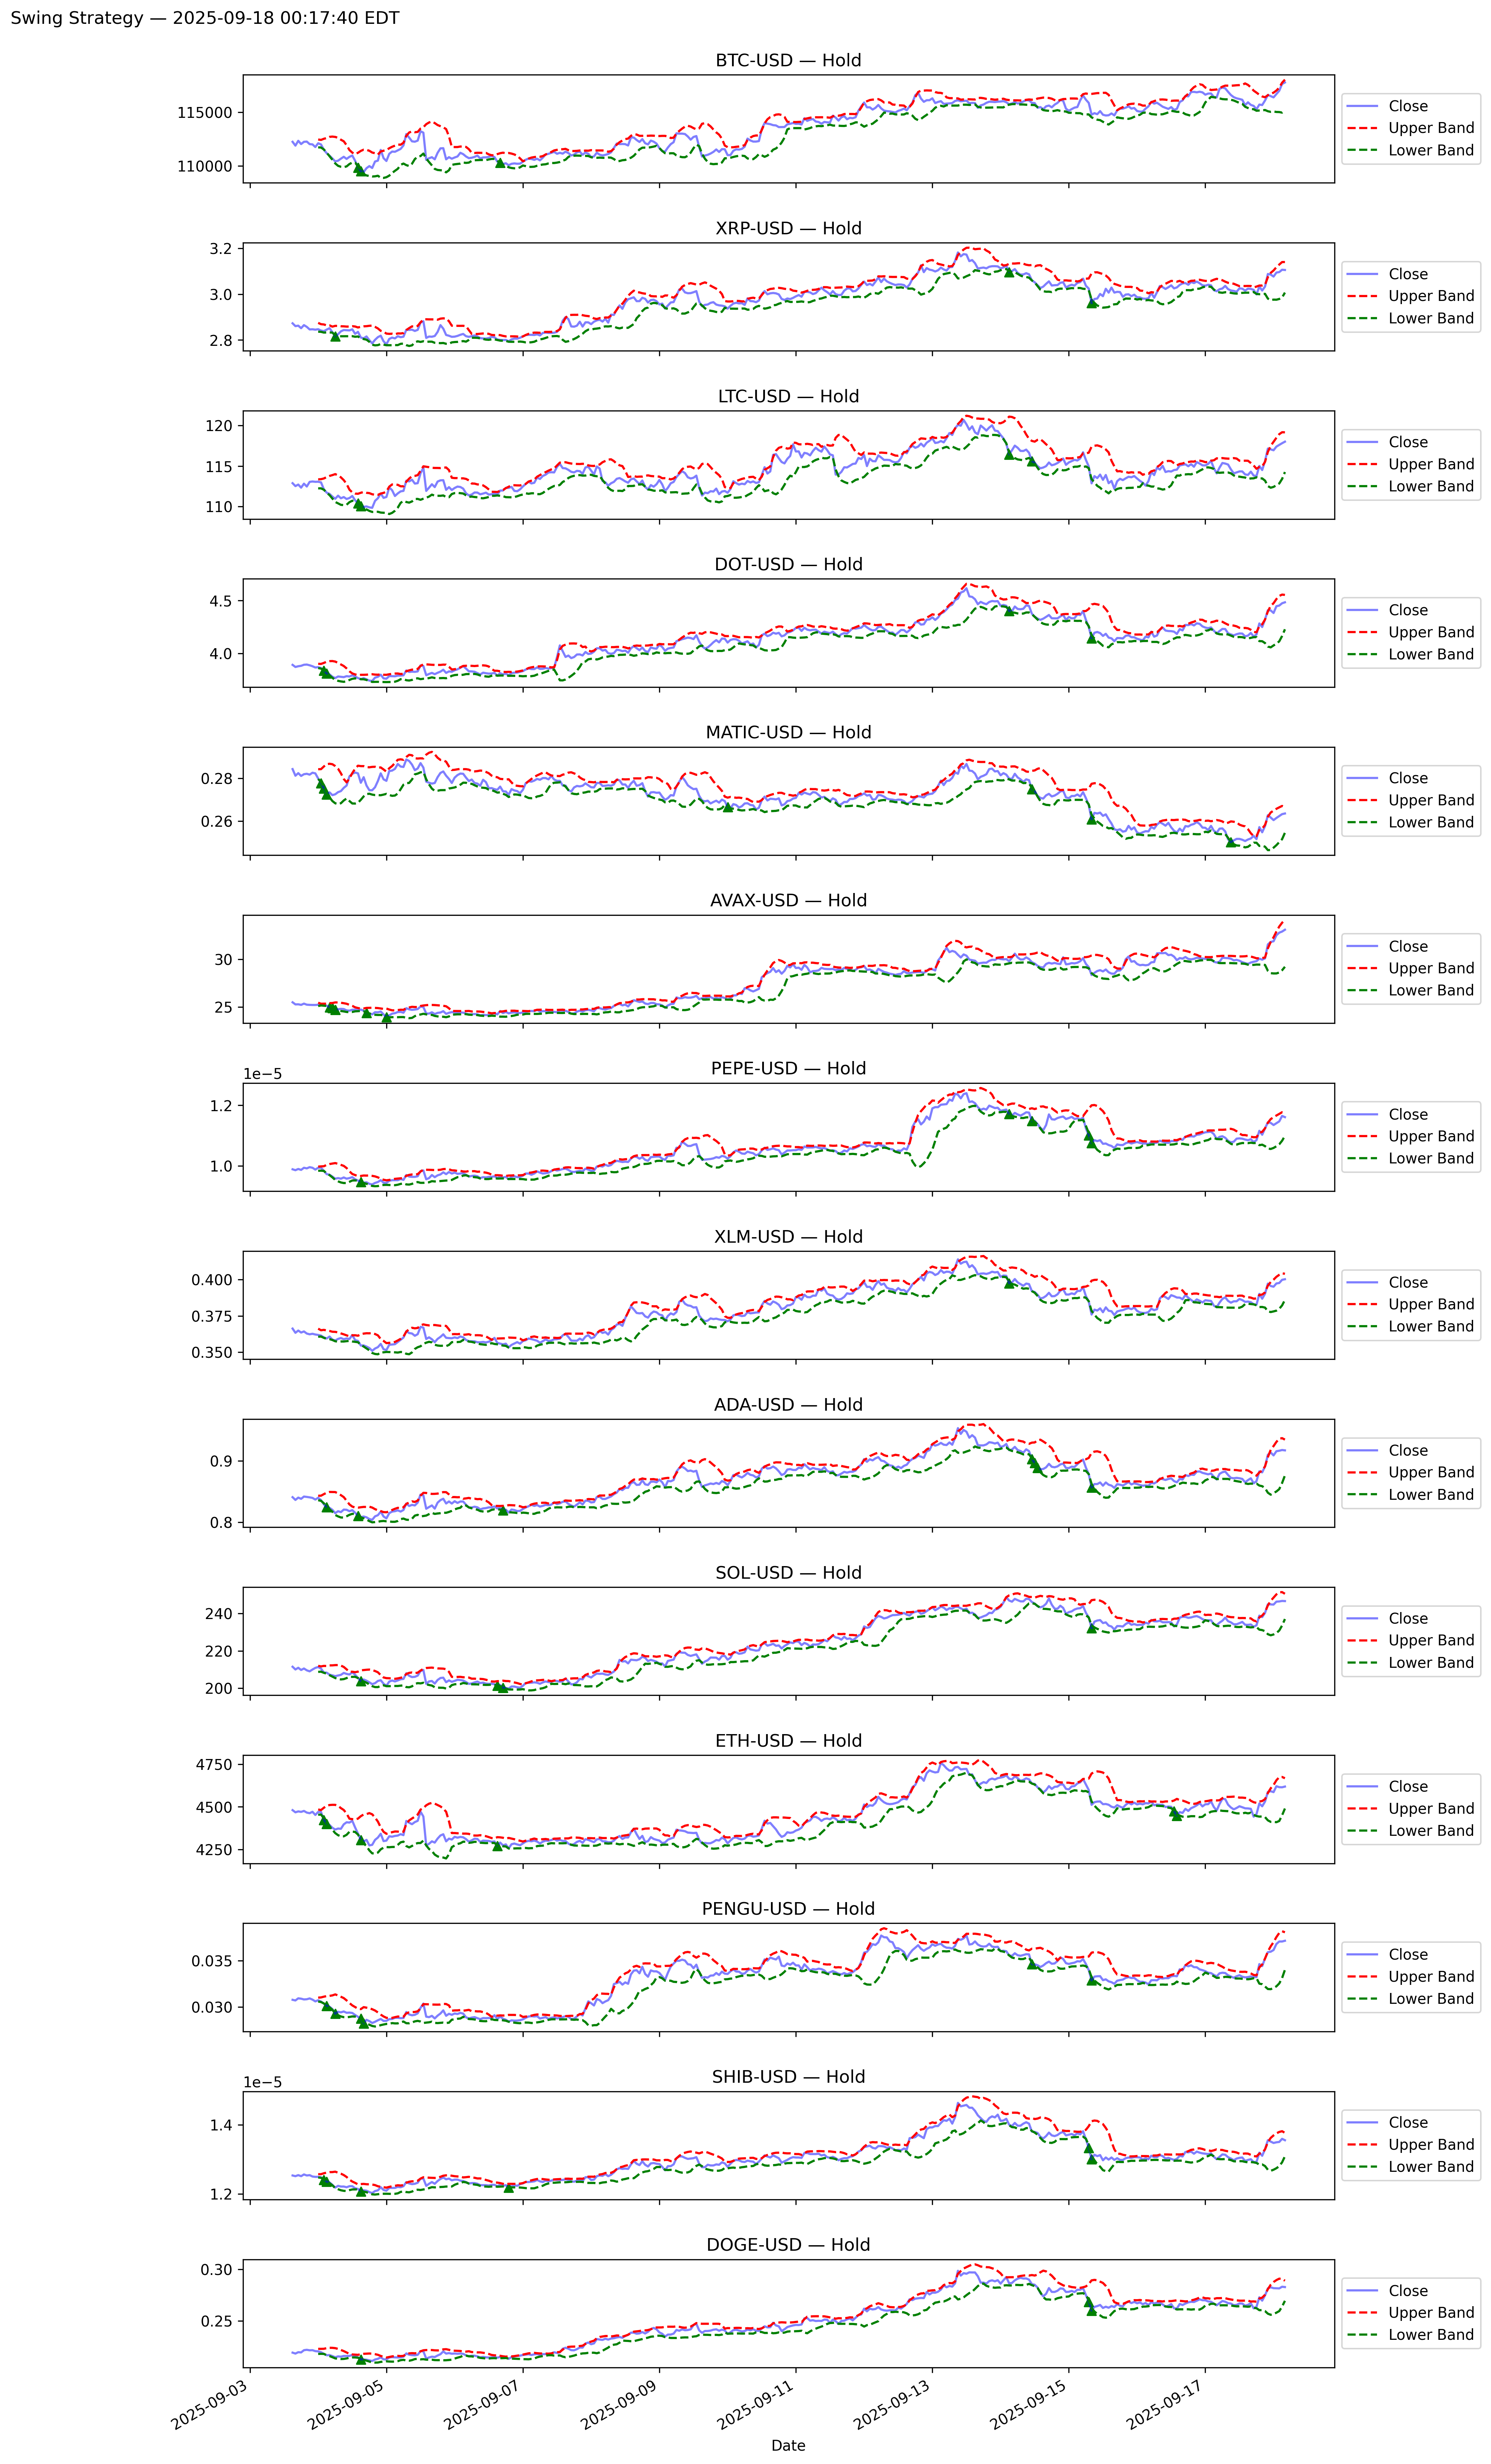 Swing Strategy — 2025-09-18 00:17:40 EDT
BTC-USD — Hold
115000
110000
Close
Upper Band
Lower Band
XRP-USD — Hold
3.2
3.0
2.8
Close
Upper Band
Lower Band
LTC-USD — Hold
120
115
110
Close
Upper Band
Lower Band
DOT-USD — Hold
4.5
4.0
Close
Upper Band
Lower Band
MATIC-USD — Hold
0.28
0.26
Close
Upper Band
Lower Band
AVAX-USD — Hold
30
25
Close
Upper Band
Lower Band
PEPE-USD — Hold
1e−5
1.2
1.0
Close
Upper Band
Lower Band
XLM-USD — Hold
0.400
0.375
0.350
Close
Upper Band
Lower Band
ADA-USD — Hold
0.9
0.8
Close
Upper Band
Lower Band
SOL-USD — Hold
240
220
200
Close
Upper Band
Lower Band
ETH-USD — Hold
4750
4500
4250
Close
Upper Band
Lower Band
PENGU-USD — Hold
0.035
0.030
Close
Upper Band
Lower Band
SHIB-USD — Hold
1e−5
1.4
1.2
Close
Upper Band
Lower Band
DOGE-USD — Hold
0.30
0.25
Close
Upper Band
Lower Band
2025-09-03
2025-09-05
2025-09-07
2025-09-09
2025-09-11
2025-09-13
2025-09-15
2025-09-17
Date